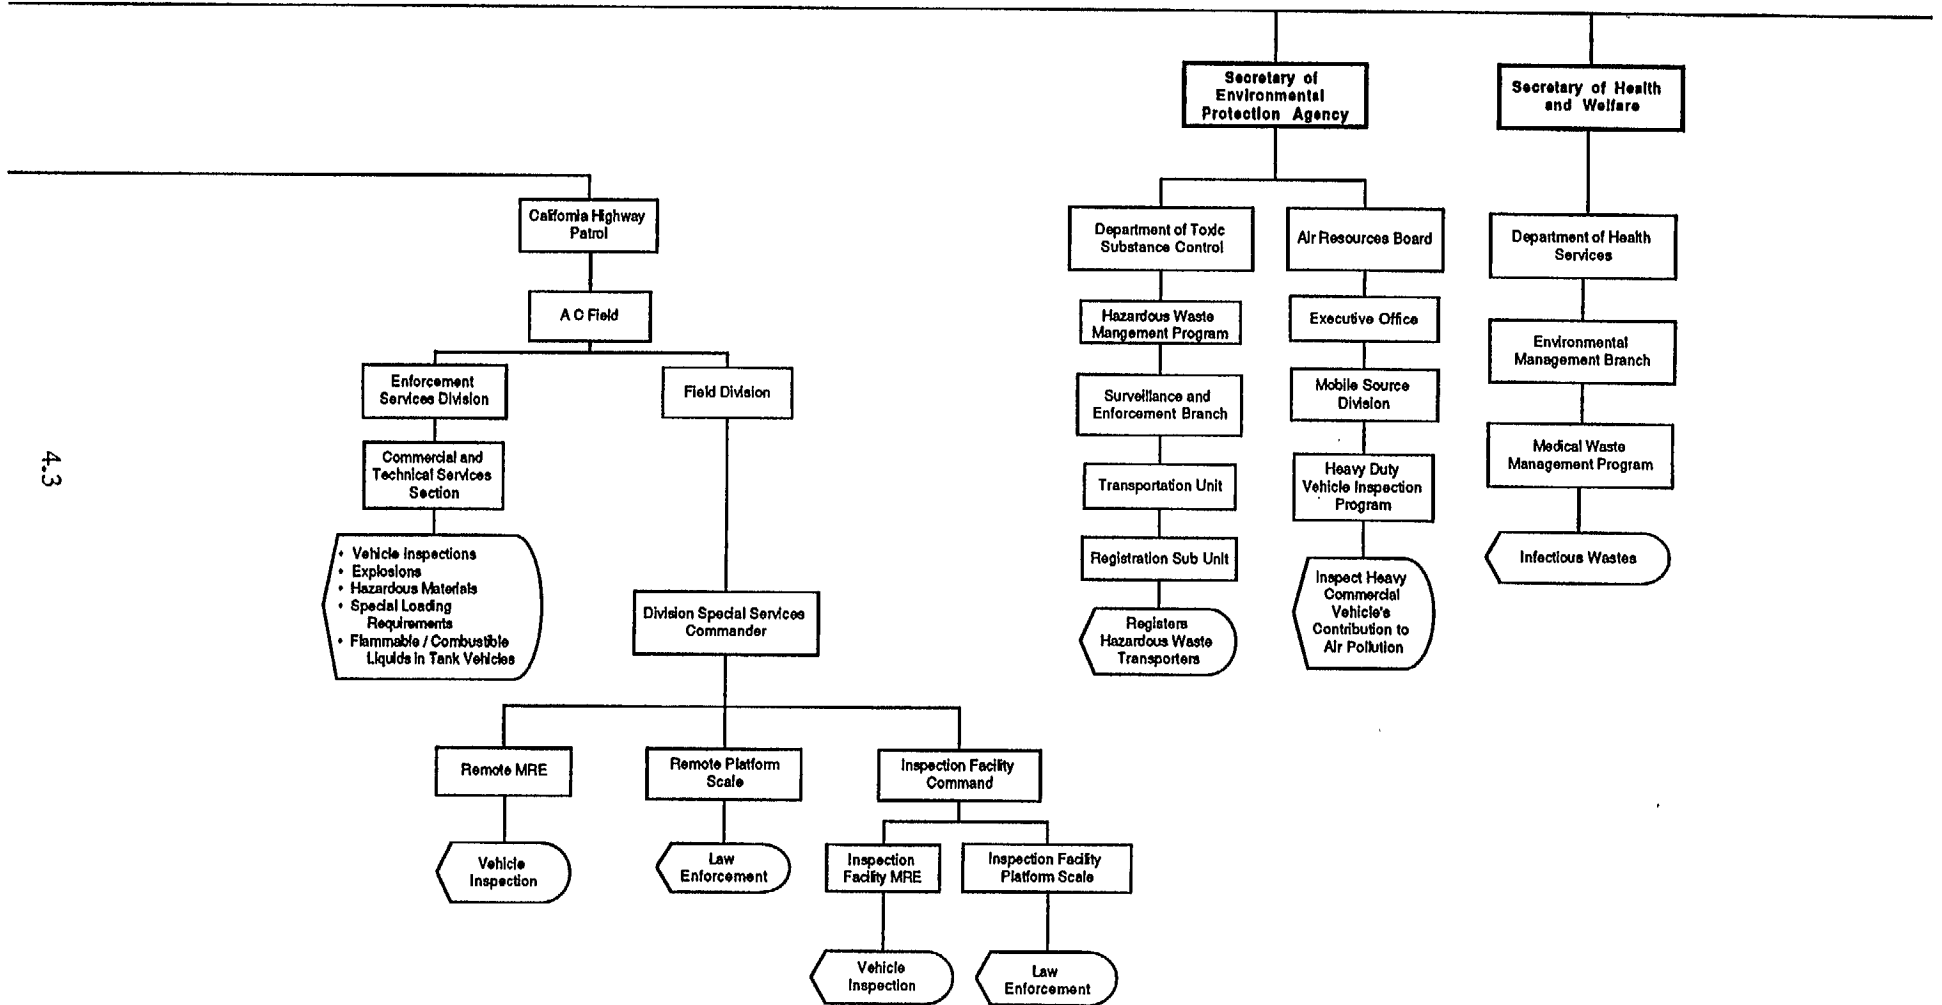 Secretary of
Environmental
Protection Agency
Secretary of Health
and Welfare
California Highway
Patrol
A C Field
Enforcement
Services Division
Field Division
Commercial and
Technical Services
Section
• Vehicle Inspections
• Explosions
• Hazardous Materials
• Special Loading
Requirements
• Flammable / Combustible
Liquids in Tank Vehicles
Division Special Services
Commander
Remote MRE
Remote Platform
Scale
Inspection Facility
Command
Vehicle
Inspection
Law
Enforcement
Inspection
Facility MRE
Inspection Facility
Platform Scale
Vehicle
Inspection
Law
Enforcement
Department of Toxic
Substance Control
Hazardous Waste
Mangement Program
Surveillance and
Enforcement Branch
Transportation Unit
Registration Sub Unit
Registers
Hazardous Waste
Transporters
Air Resources Board
Executive Office
Mobile Source
Division
Heavy Duty
Vehicle Inspection
Program
Inspect Heavy
Commercial
Vehicle's
Contribution to
Air Pollution
Department of Health
Services
Environmental
Management Branch
Medical Waste
Management Program
Infectious Wastes
4.3